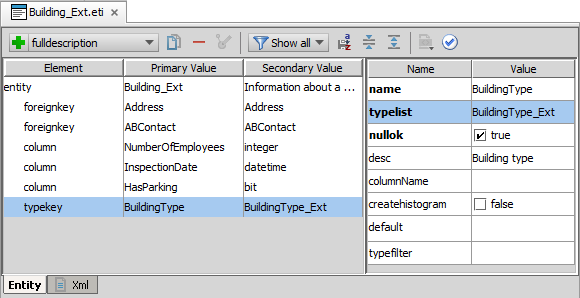 Building_Ext.eti ×
fulldescription Show all
Element Primary Value Secondary Value
entity Building_Ext Information about a ...
foreignkey Address Address
foreignkey ABContact ABContact
column NumberOfEmployees integer
column InspectionDate datetime
column HasParking bit
typekey BuildingType BuildingType_Ext
Name Value
name BuildingType
typelist BuildingType_Ext
nullok true
desc Building type
columnName
createhistogram false
default
typefilter
Entity Xml